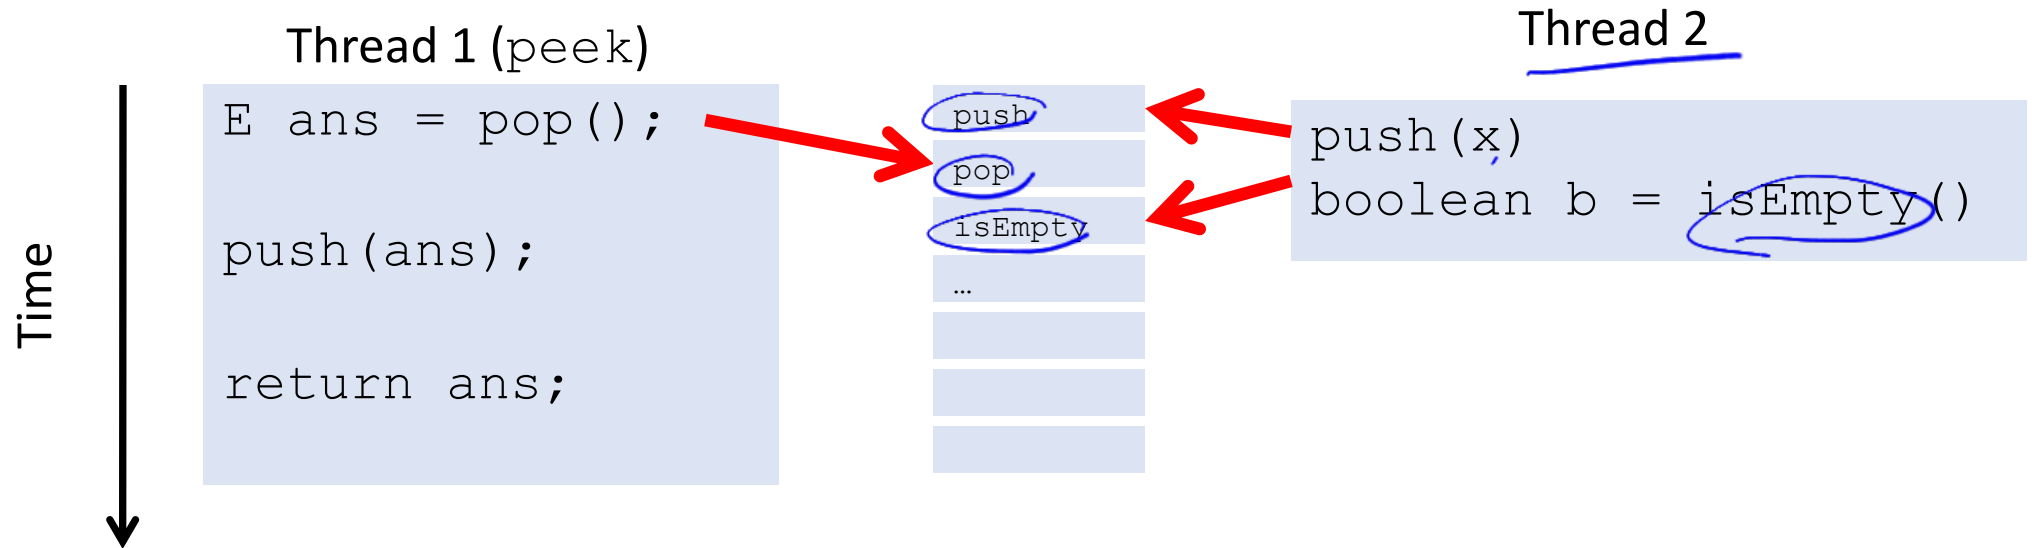 Thread 1 (peek)
E ans = pop();
push(ans);
return ans;
Time
push
pop
isEmpty
…
Thread 2
push(x)
boolean b = isEmpty()